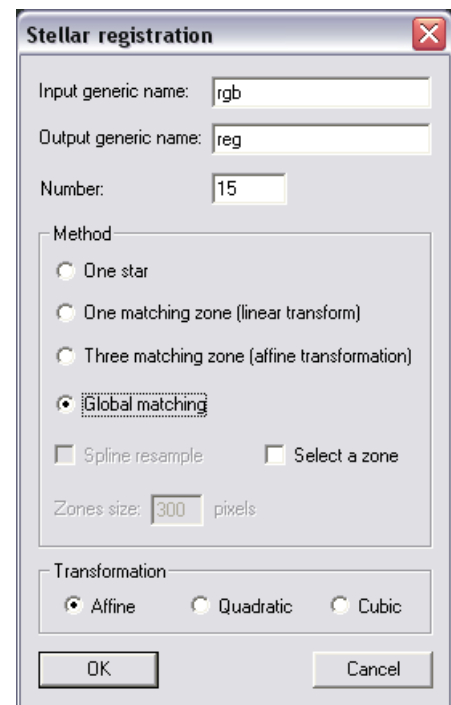 Stellar registration
Input generic name: rgb
Output generic name: reg
Number: 15
Method
One star
One matching zone (linear transform)
Three matching zone (affine transformation)
Global matching
Spline resample Select a zone
Zones size: 300 pixels
Transformation
Affine Quadratic Cubic
OK Cancel